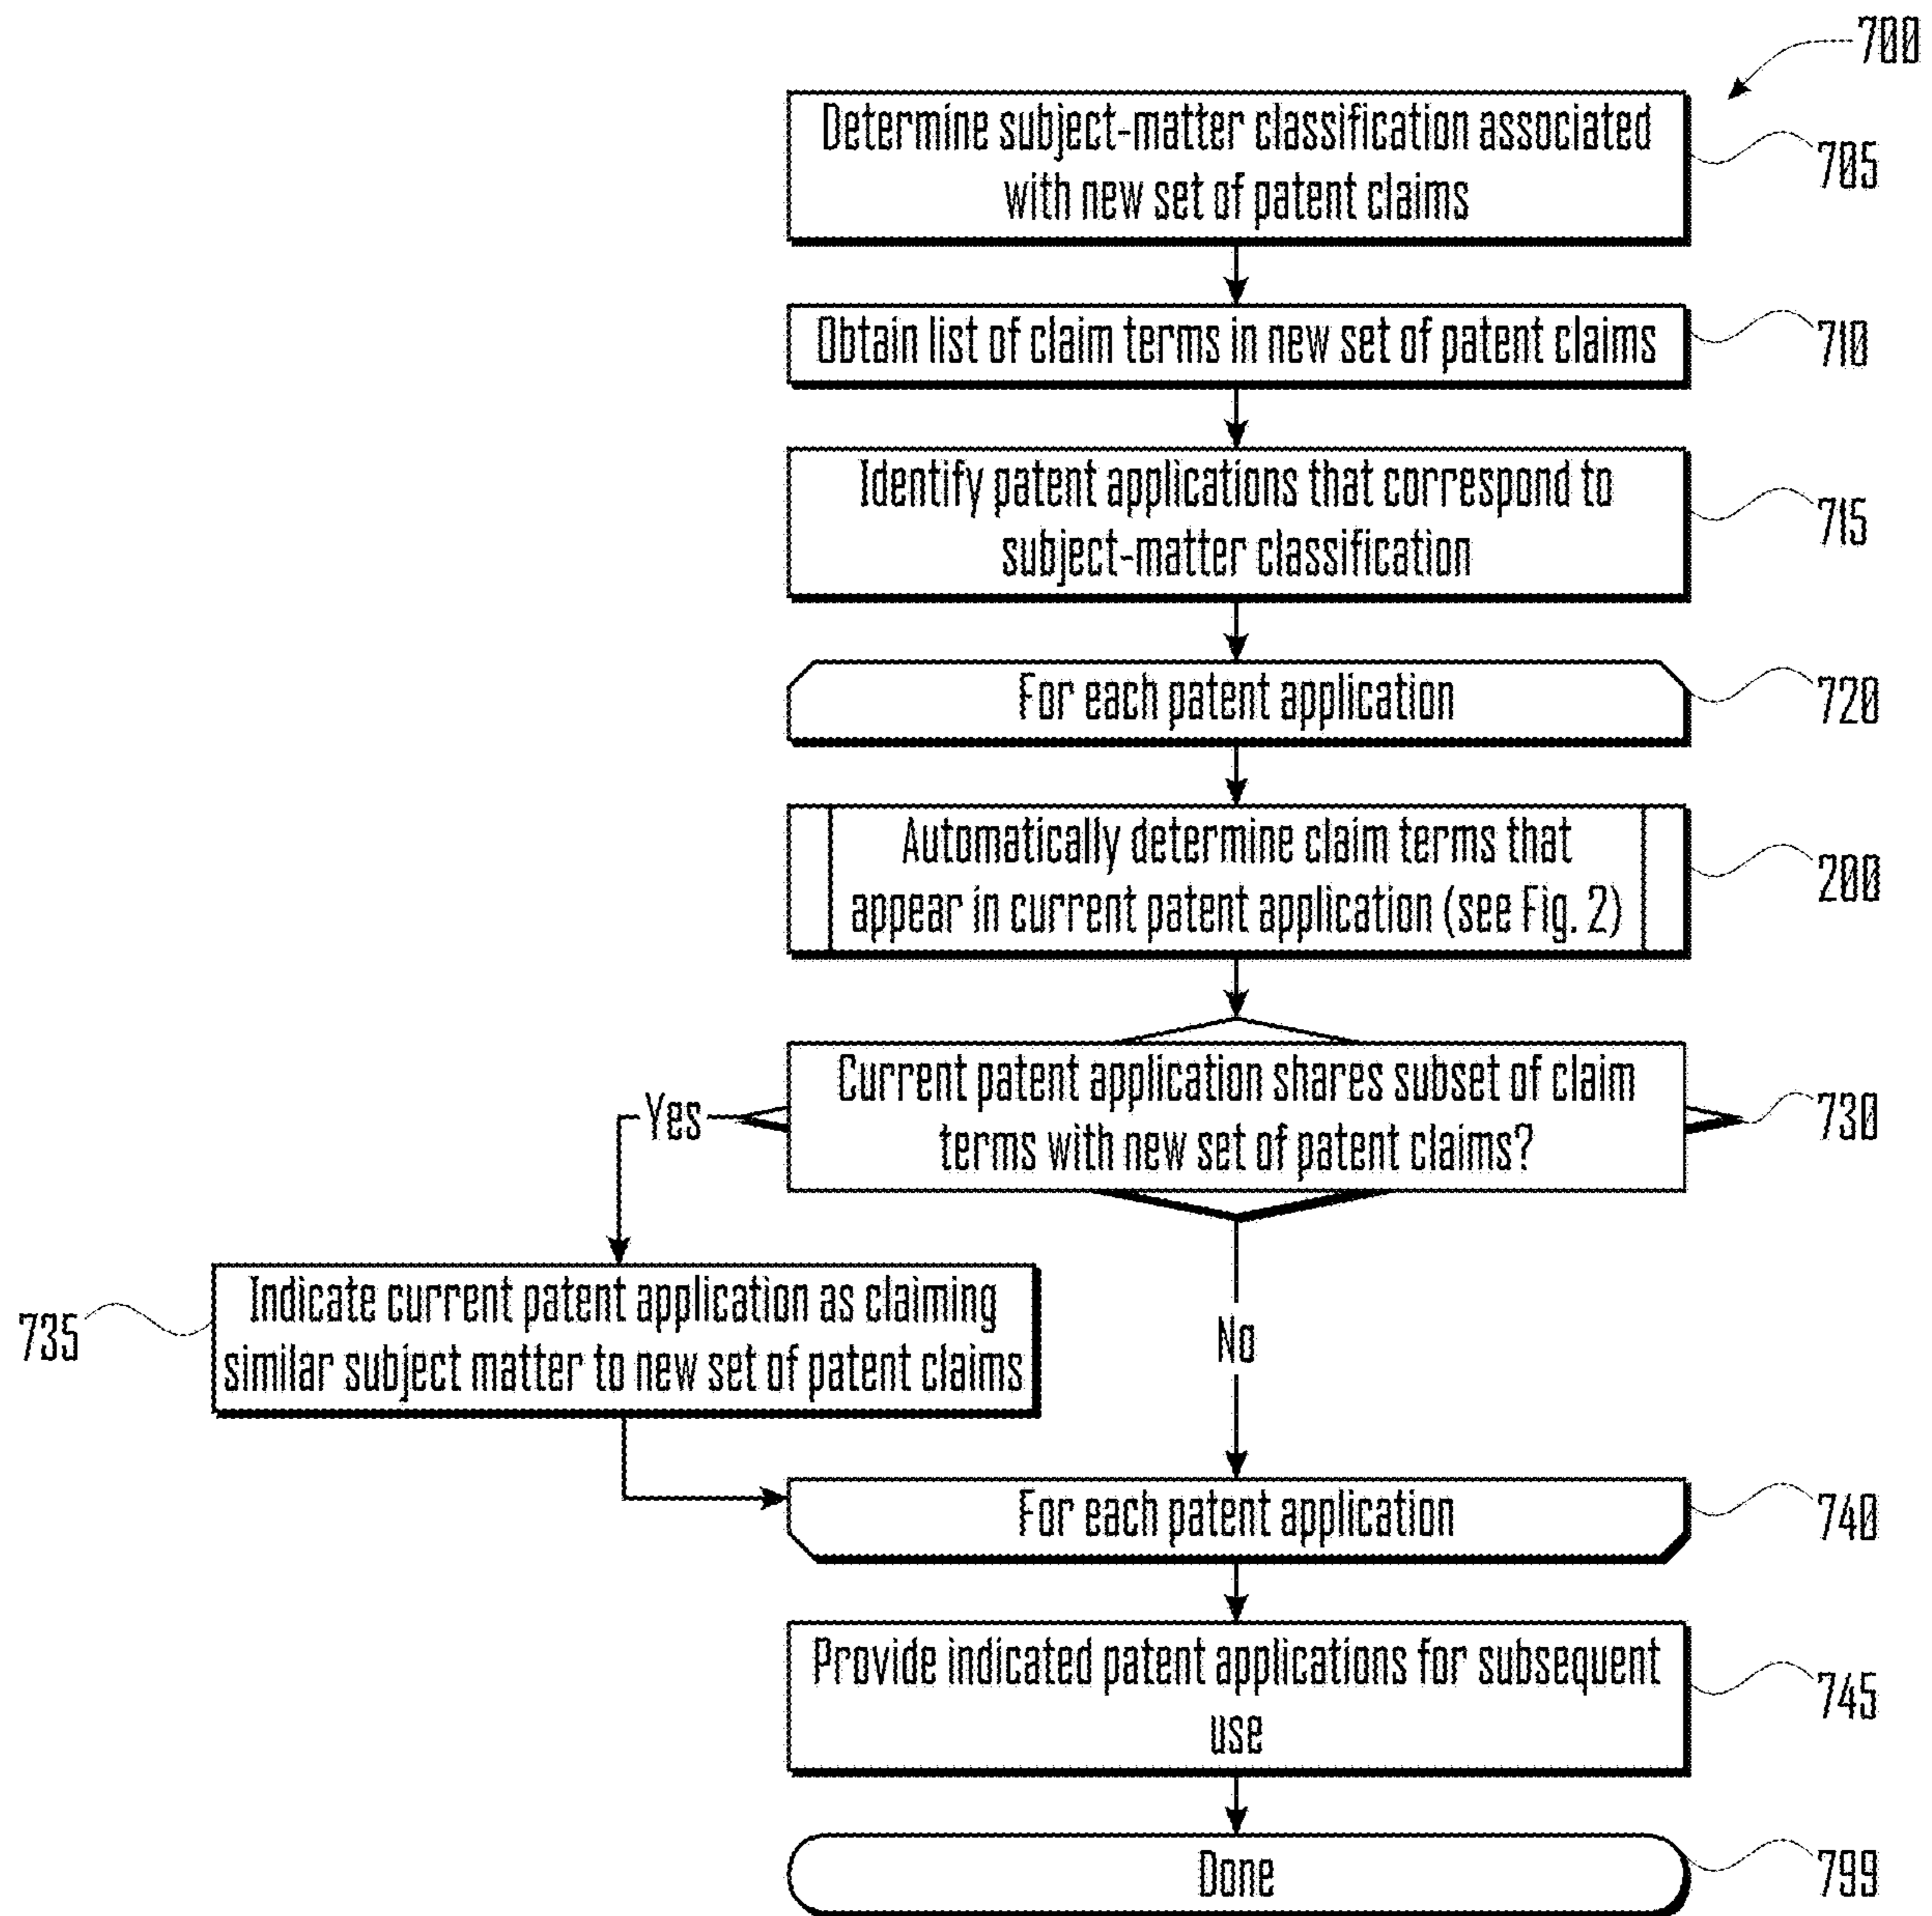 700
Determine subject-matter classification associated
with new set of patent claims
705
Obtain list of claim terms in new set of patent claims
710
Identify patent applications that correspond to
subject-matter classification
715
For each patent application
720
Automatically determine claim terms that
appear in current patent application (see Fig. 2)
200
Current patent application shares subset of claim
terms with new set of patent claims?
730
Yes
Indicate current patent application as claiming
similar subject matter to new set of patent claims
735
No
For each patent application
740
Provide indicated patent applications for subsequent
use
745
Done
799